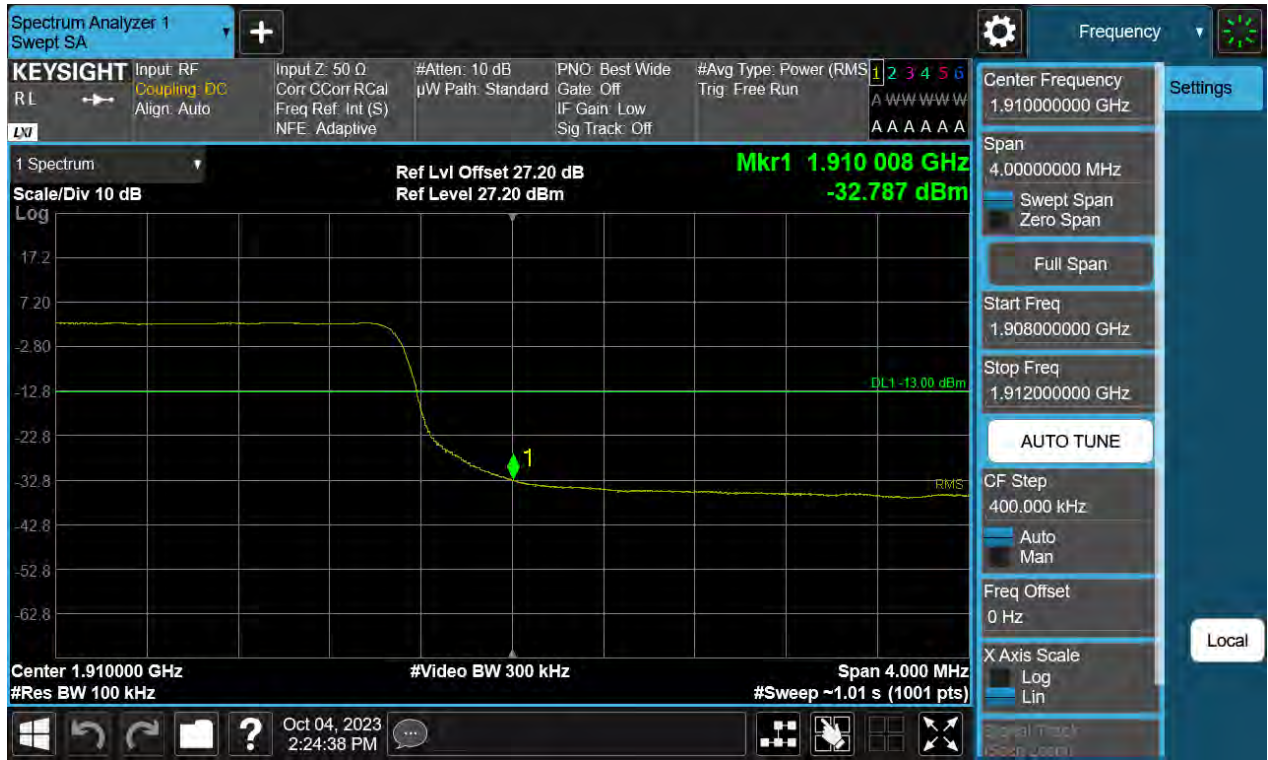 Spectrum Analyzer 1
Swept SA
Frequency
KEYSIGHT
RL
LXI
Input: RF
Coupling: DC
Align: Auto
Input Z: 50 Ω
Corr CCorr RCal
Freq Ref: Int (S)
NFE: Adaptive
#Atten: 10 dB
µW Path: Standard
PNO: Best Wide
Gate: Off
IF Gain: Low
Sig Track: Off
#Avg Type: Power (RMS
Trig: Free Run
1 2 3 4 5 6
A W W W W W
A A A A A A
1 Spectrum
Scale/Div 10 dB
Log
Ref Lvl Offset 27.20 dB
Ref Level 27.20 dBm
Mkr1 1.910 008 GHz
-32.787 dBm
17.2
7.20
-2.80
-12.8
-22.8
-32.8
-42.8
-52.8
-62.8
DL1 -13.00 dBm
1
RMS
Center 1.910000 GHz
#Res BW 100 kHz
#Video BW 300 kHz
Span 4.000 MHz
#Sweep ~1.01 s (1001 pts)
Center Frequency
1.910000000 GHz
Span
4.00000000 MHz
Swept Span
Zero Span
Full Span
Start Freq
1.908000000 GHz
Stop Freq
1.912000000 GHz
AUTO TUNE
CF Step
400.000 kHz
Auto
Man
Freq Offset
0 Hz
X Axis Scale
Log
Lin
Signal Track
(Span Zoom)
Settings
Local
?
Oct 04, 2023
2:24:38 PM